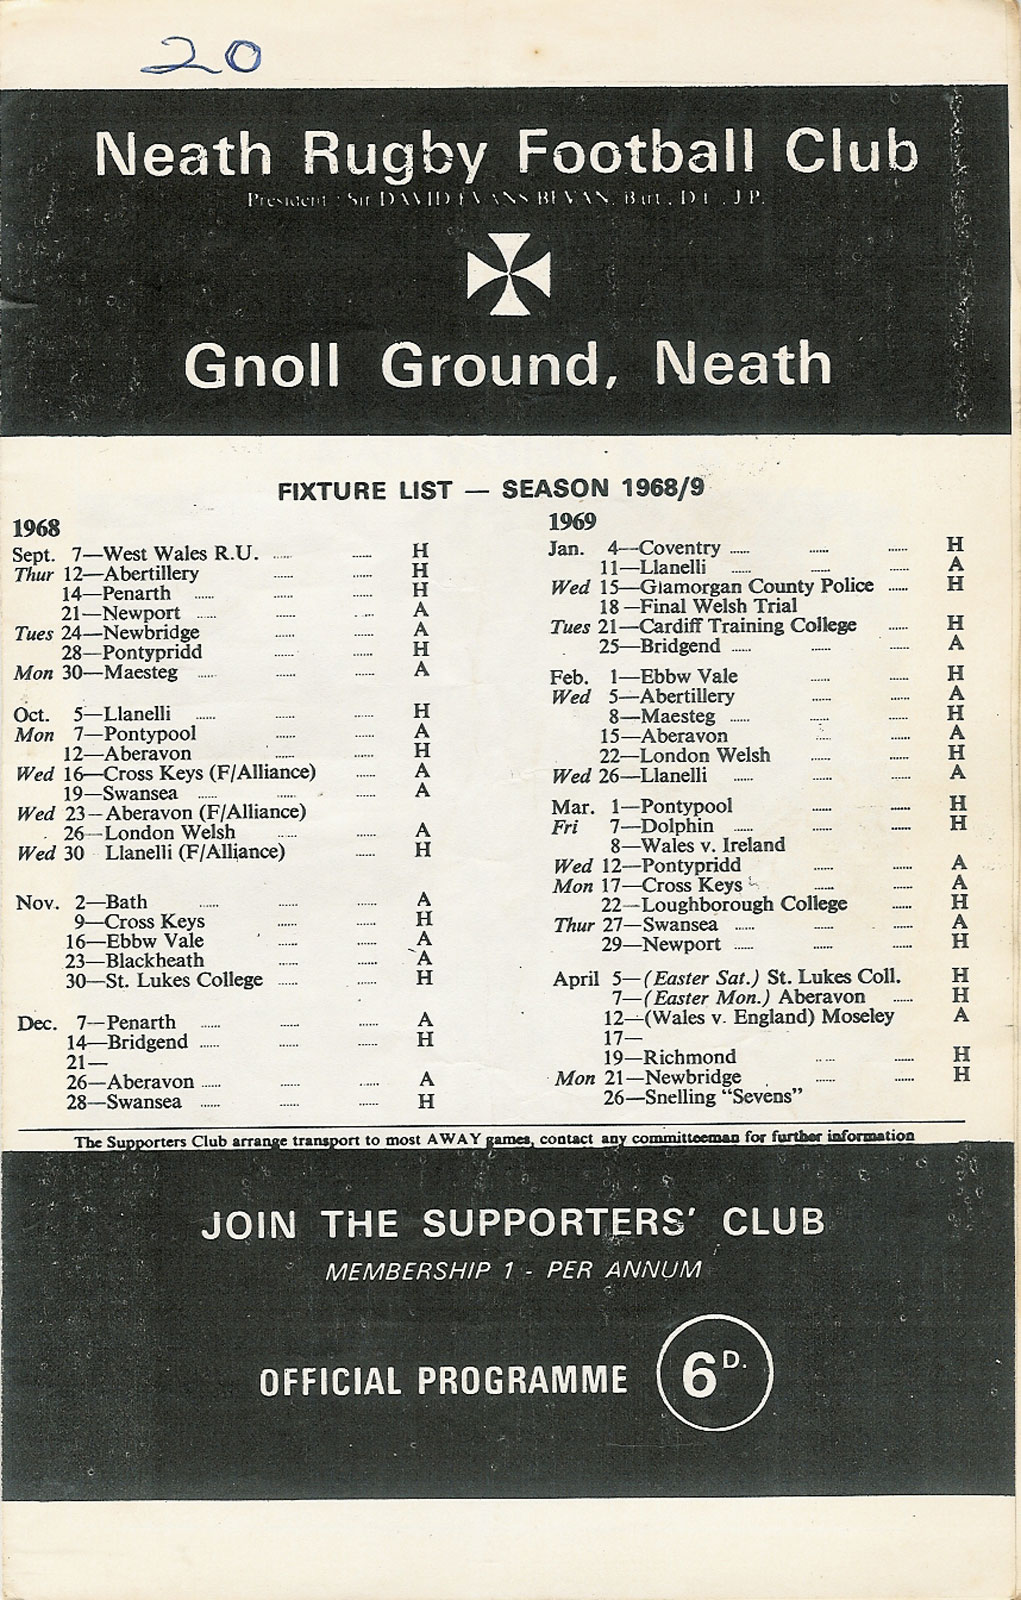 20
Neath Rugby Football Club
President: Sir DAVID EVANS BEVAN, Bart., D.L., J.P.
Gnoll Ground, Neath
FIXTURE LIST — SEASON 1968/9
1968
Sept. 7—West Wales R.U. H
Thur 12—Abertillery H
14—Penarth H
21—Newport A
Tues 24—Newbridge A
28—Pontypridd H
Mon 30—Maesteg A
Oct. 5—Llanelli H
Mon 7—Pontypool A
12—Aberavon H
Wed 16—Cross Keys (F/Alliance) A
19—Swansea A
Wed 23—Aberavon (F/Alliance)
26—London Welsh A
Wed 30 Llanelli (F/Alliance) H
Nov. 2—Bath A
9—Cross Keys H
16—Ebbw Vale A
23—Blackheath A
30—St. Lukes College H
Dec. 7—Penarth A
14—Bridgend H
21—
26—Aberavon A
28—Swansea H
1969
Jan. 4—Coventry H
11—Llanelli A
Wed 15—Glamorgan County Police H
18—Final Welsh Trial
Tues 21—Cardiff Training College H
25—Bridgend A
Feb. 1—Ebbw Vale H
Wed 5—Abertillery A
8—Maesteg H
15—Aberavon A
22—London Welsh H
Wed 26—Llanelli A
Mar. 1—Pontypool H
Fri 7—Dolphin H
8—Wales v. Ireland
Wed 12—Pontypridd A
Mon 17—Cross Keys A
22—Loughborough College H
Thur 27—Swansea A
29—Newport H
April 5—(Easter Sat.) St. Lukes Coll. H
7—(Easter Mon.) Aberavon H
12—(Wales v. England) Moseley A
17—
19—Richmond H
Mon 21—Newbridge H
26—Snelling "Sevens"
The Supporters Club arrange transport to most AWAY games, contact any committeeman for further information
JOIN THE SUPPORTERS' CLUB
MEMBERSHIP 1 - PER ANNUM
OFFICIAL PROGRAMME 6D.